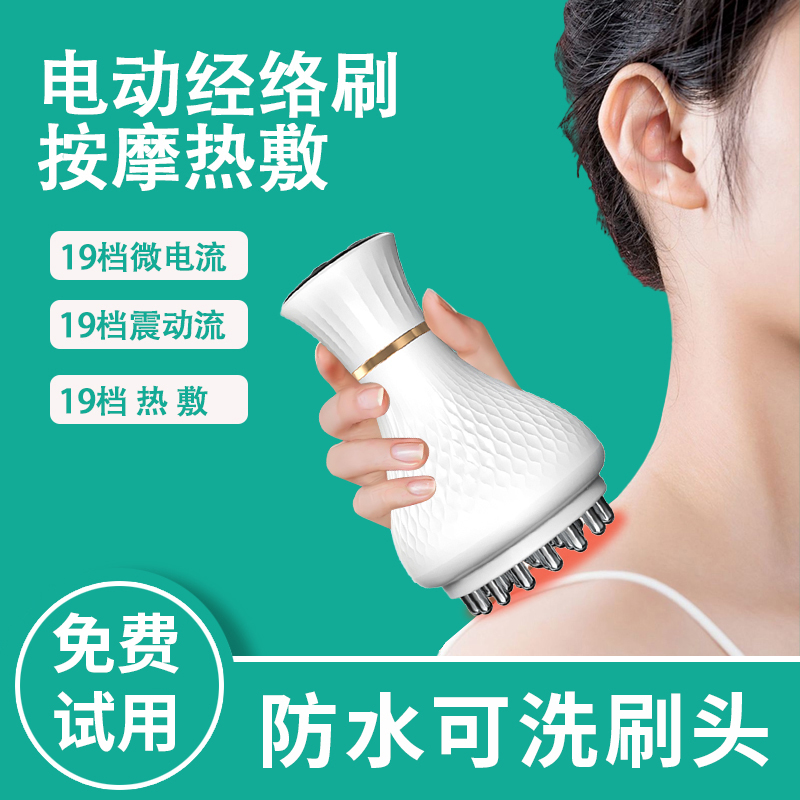 电动经络刷
按摩热敷
19档微电流
19档震动流
19档 热 敷
免费
试用
防水可洗刷头